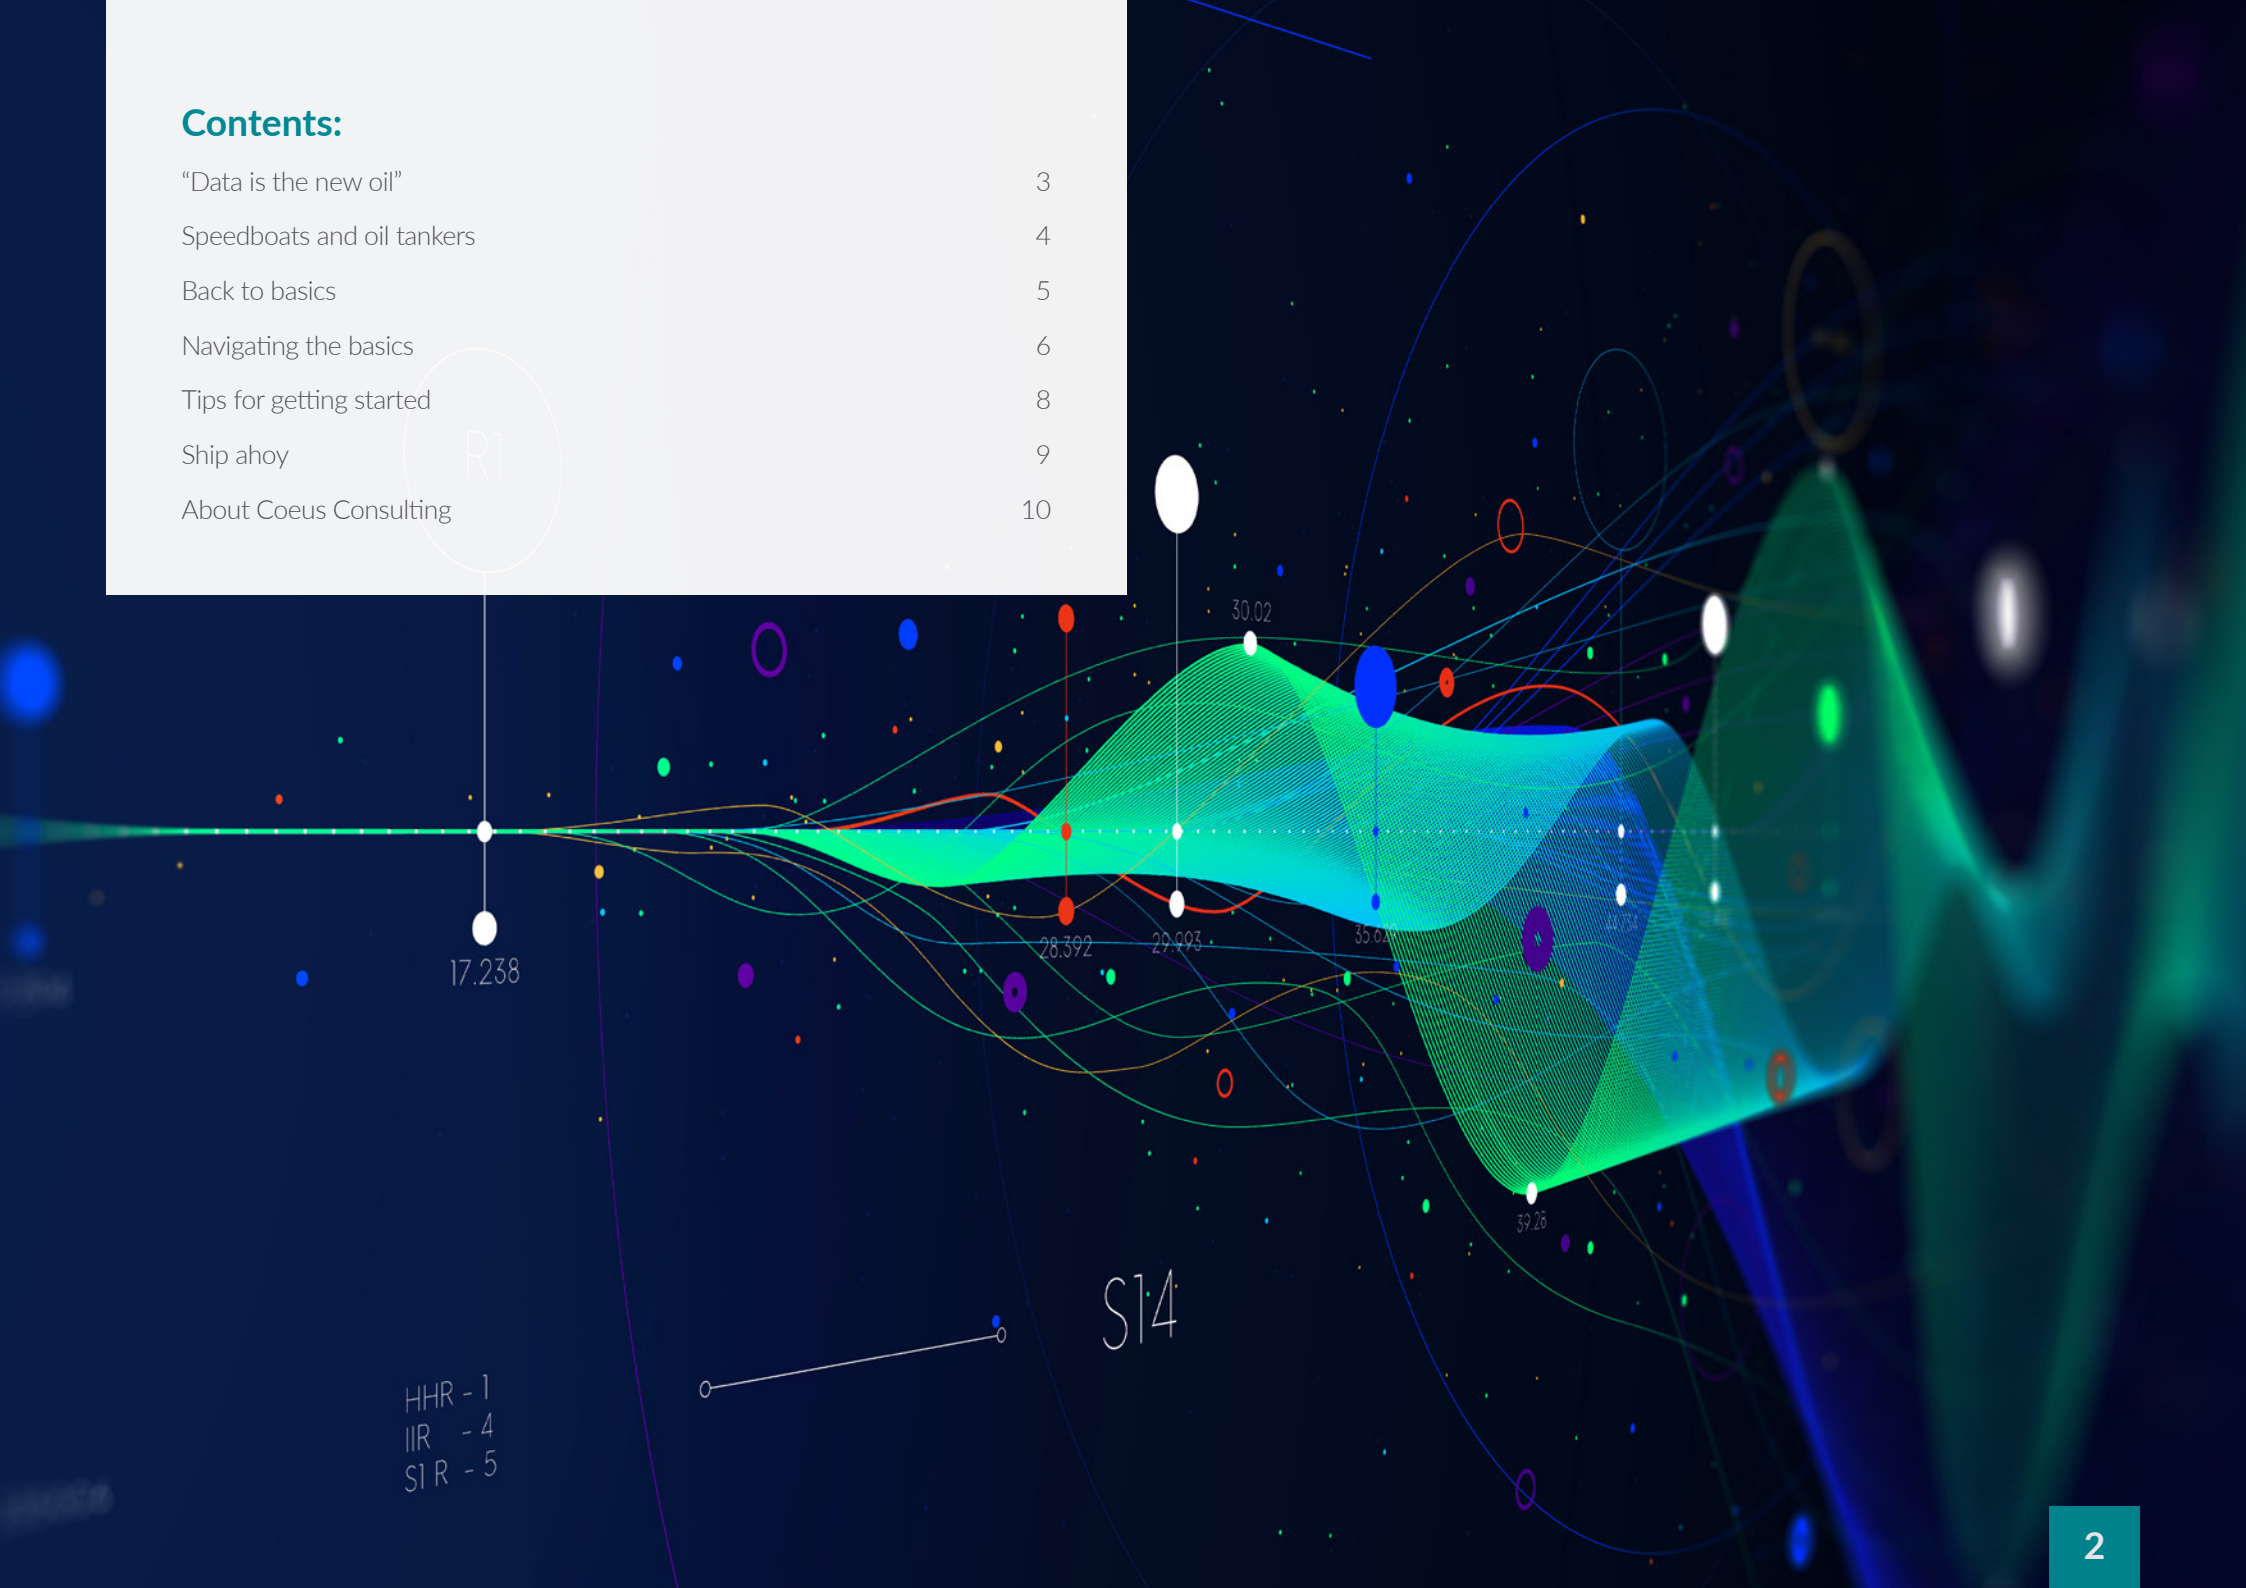 Contents:
“Data is the new oil” 3
Speedboats and oil tankers 4
Back to basics 5
Navigating the basics 6
Tips for getting started 8
Ship ahoy 9
About Coeus Consulting 10
R1
30.02
28.392
29.993
17.238
39.28
S14
HHR - 1
IIR - 4
S1 R - 5
2